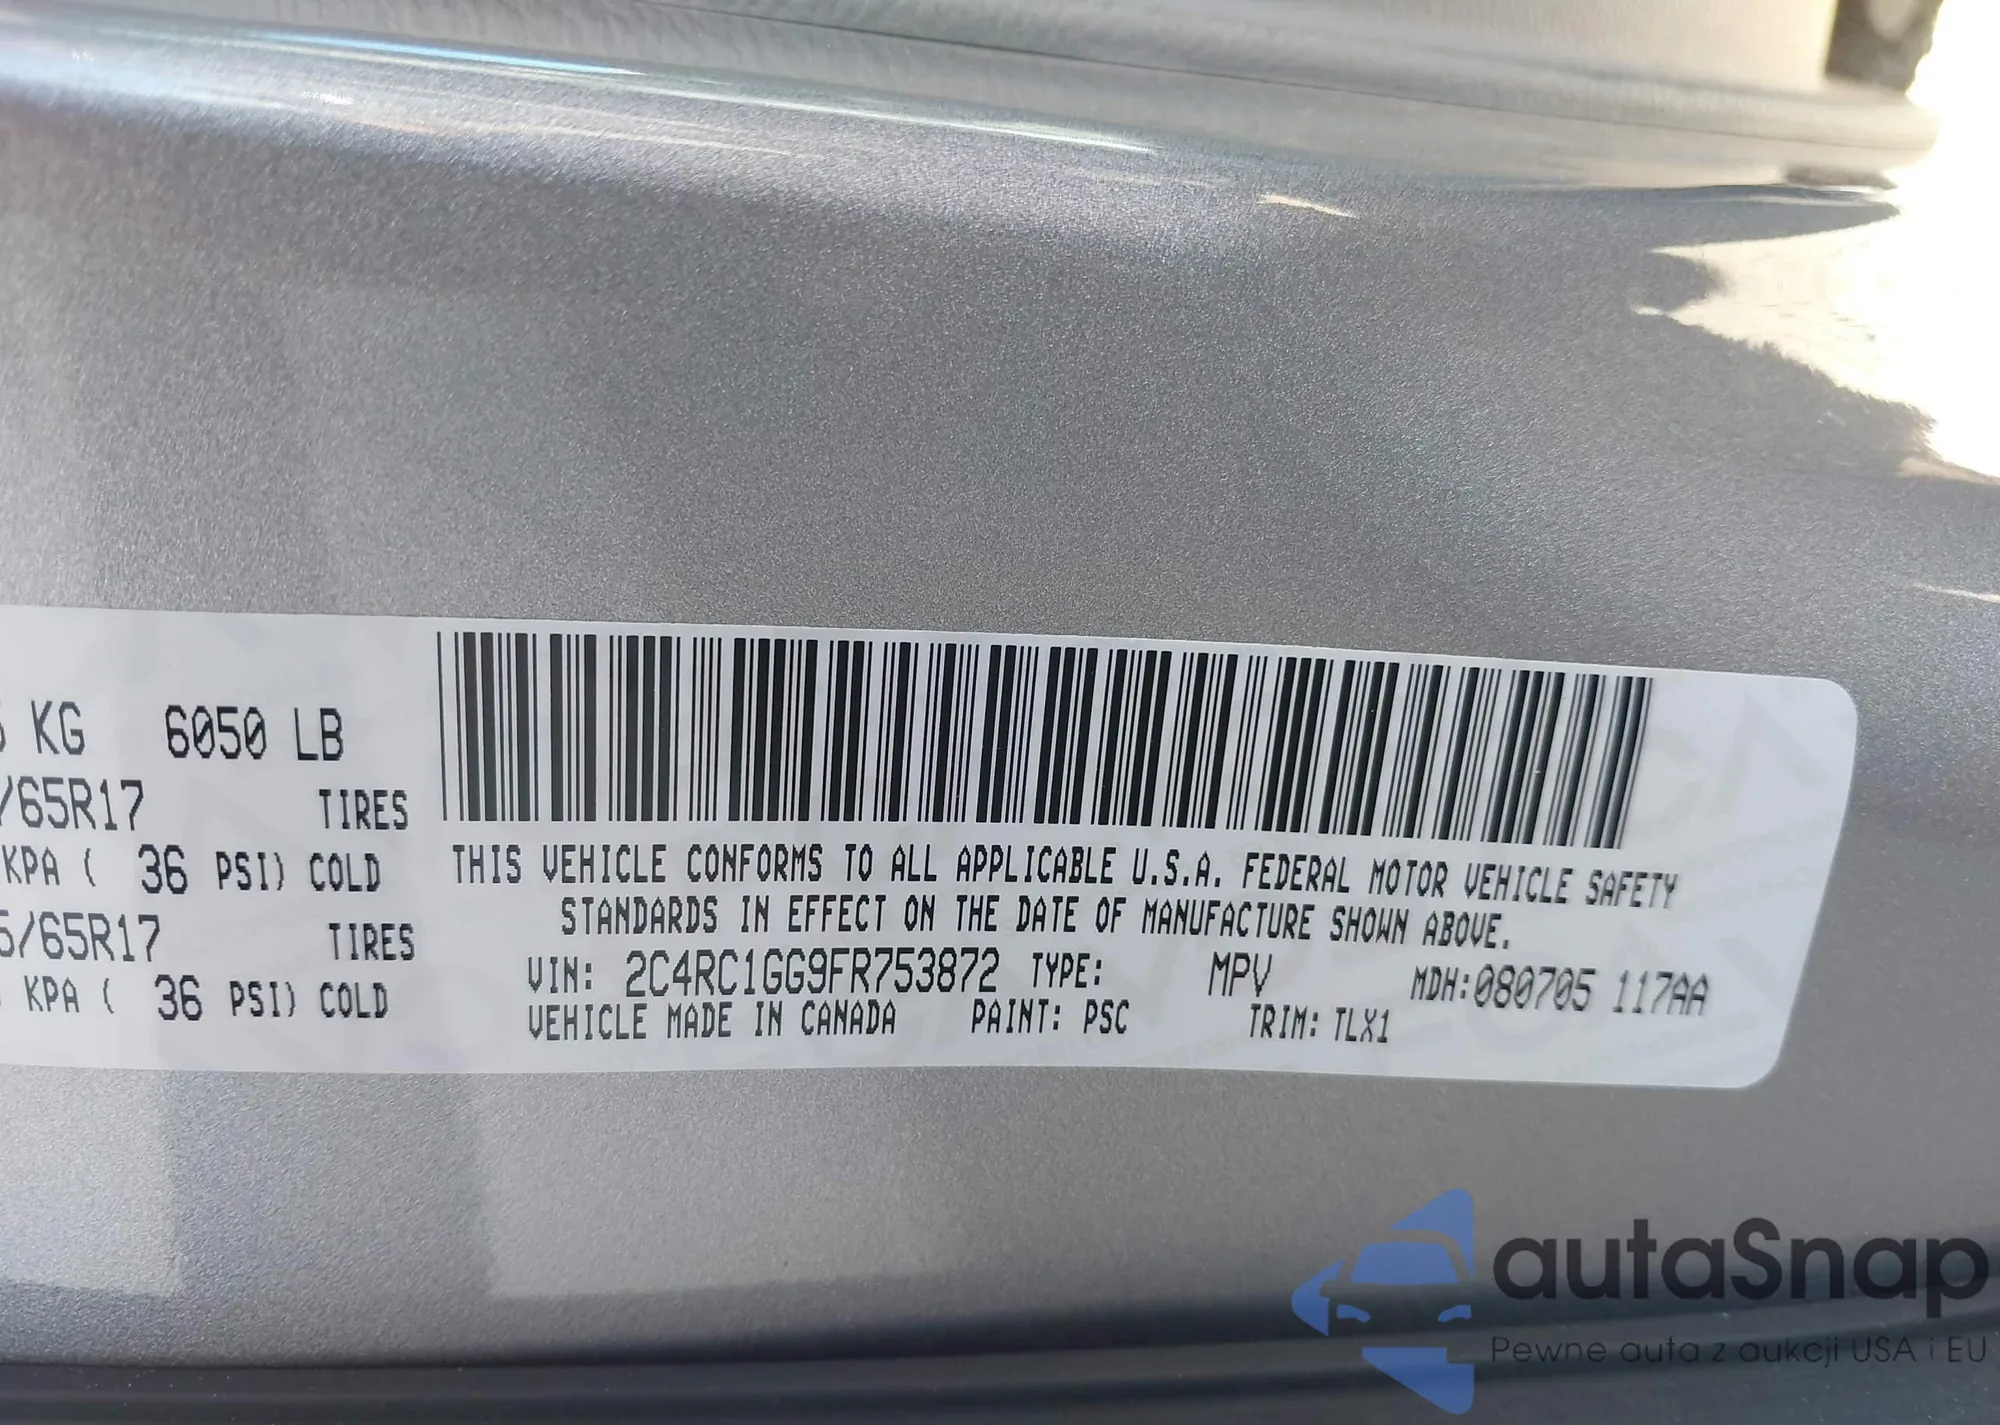 KG 6050 LB
/65R17 TIRES
KPA ( 36 PSI) COLD
5/65R17 TIRES
KPA ( 36 PSI) COLD
THIS VEHICLE CONFORMS TO ALL APPLICABLE U.S.A. FEDERAL MOTOR VEHICLE SAFETY
STANDARDS IN EFFECT ON THE DATE OF MANUFACTURE SHOWN ABOVE.
VIN: 2C4RC1GG9FR753872 TYPE: MPV MDH:080705 117AA
VEHICLE MADE IN CANADA PAINT: PSC TRIM: TLX1
autaSnap
Pewne auta z aukcji USA i EU